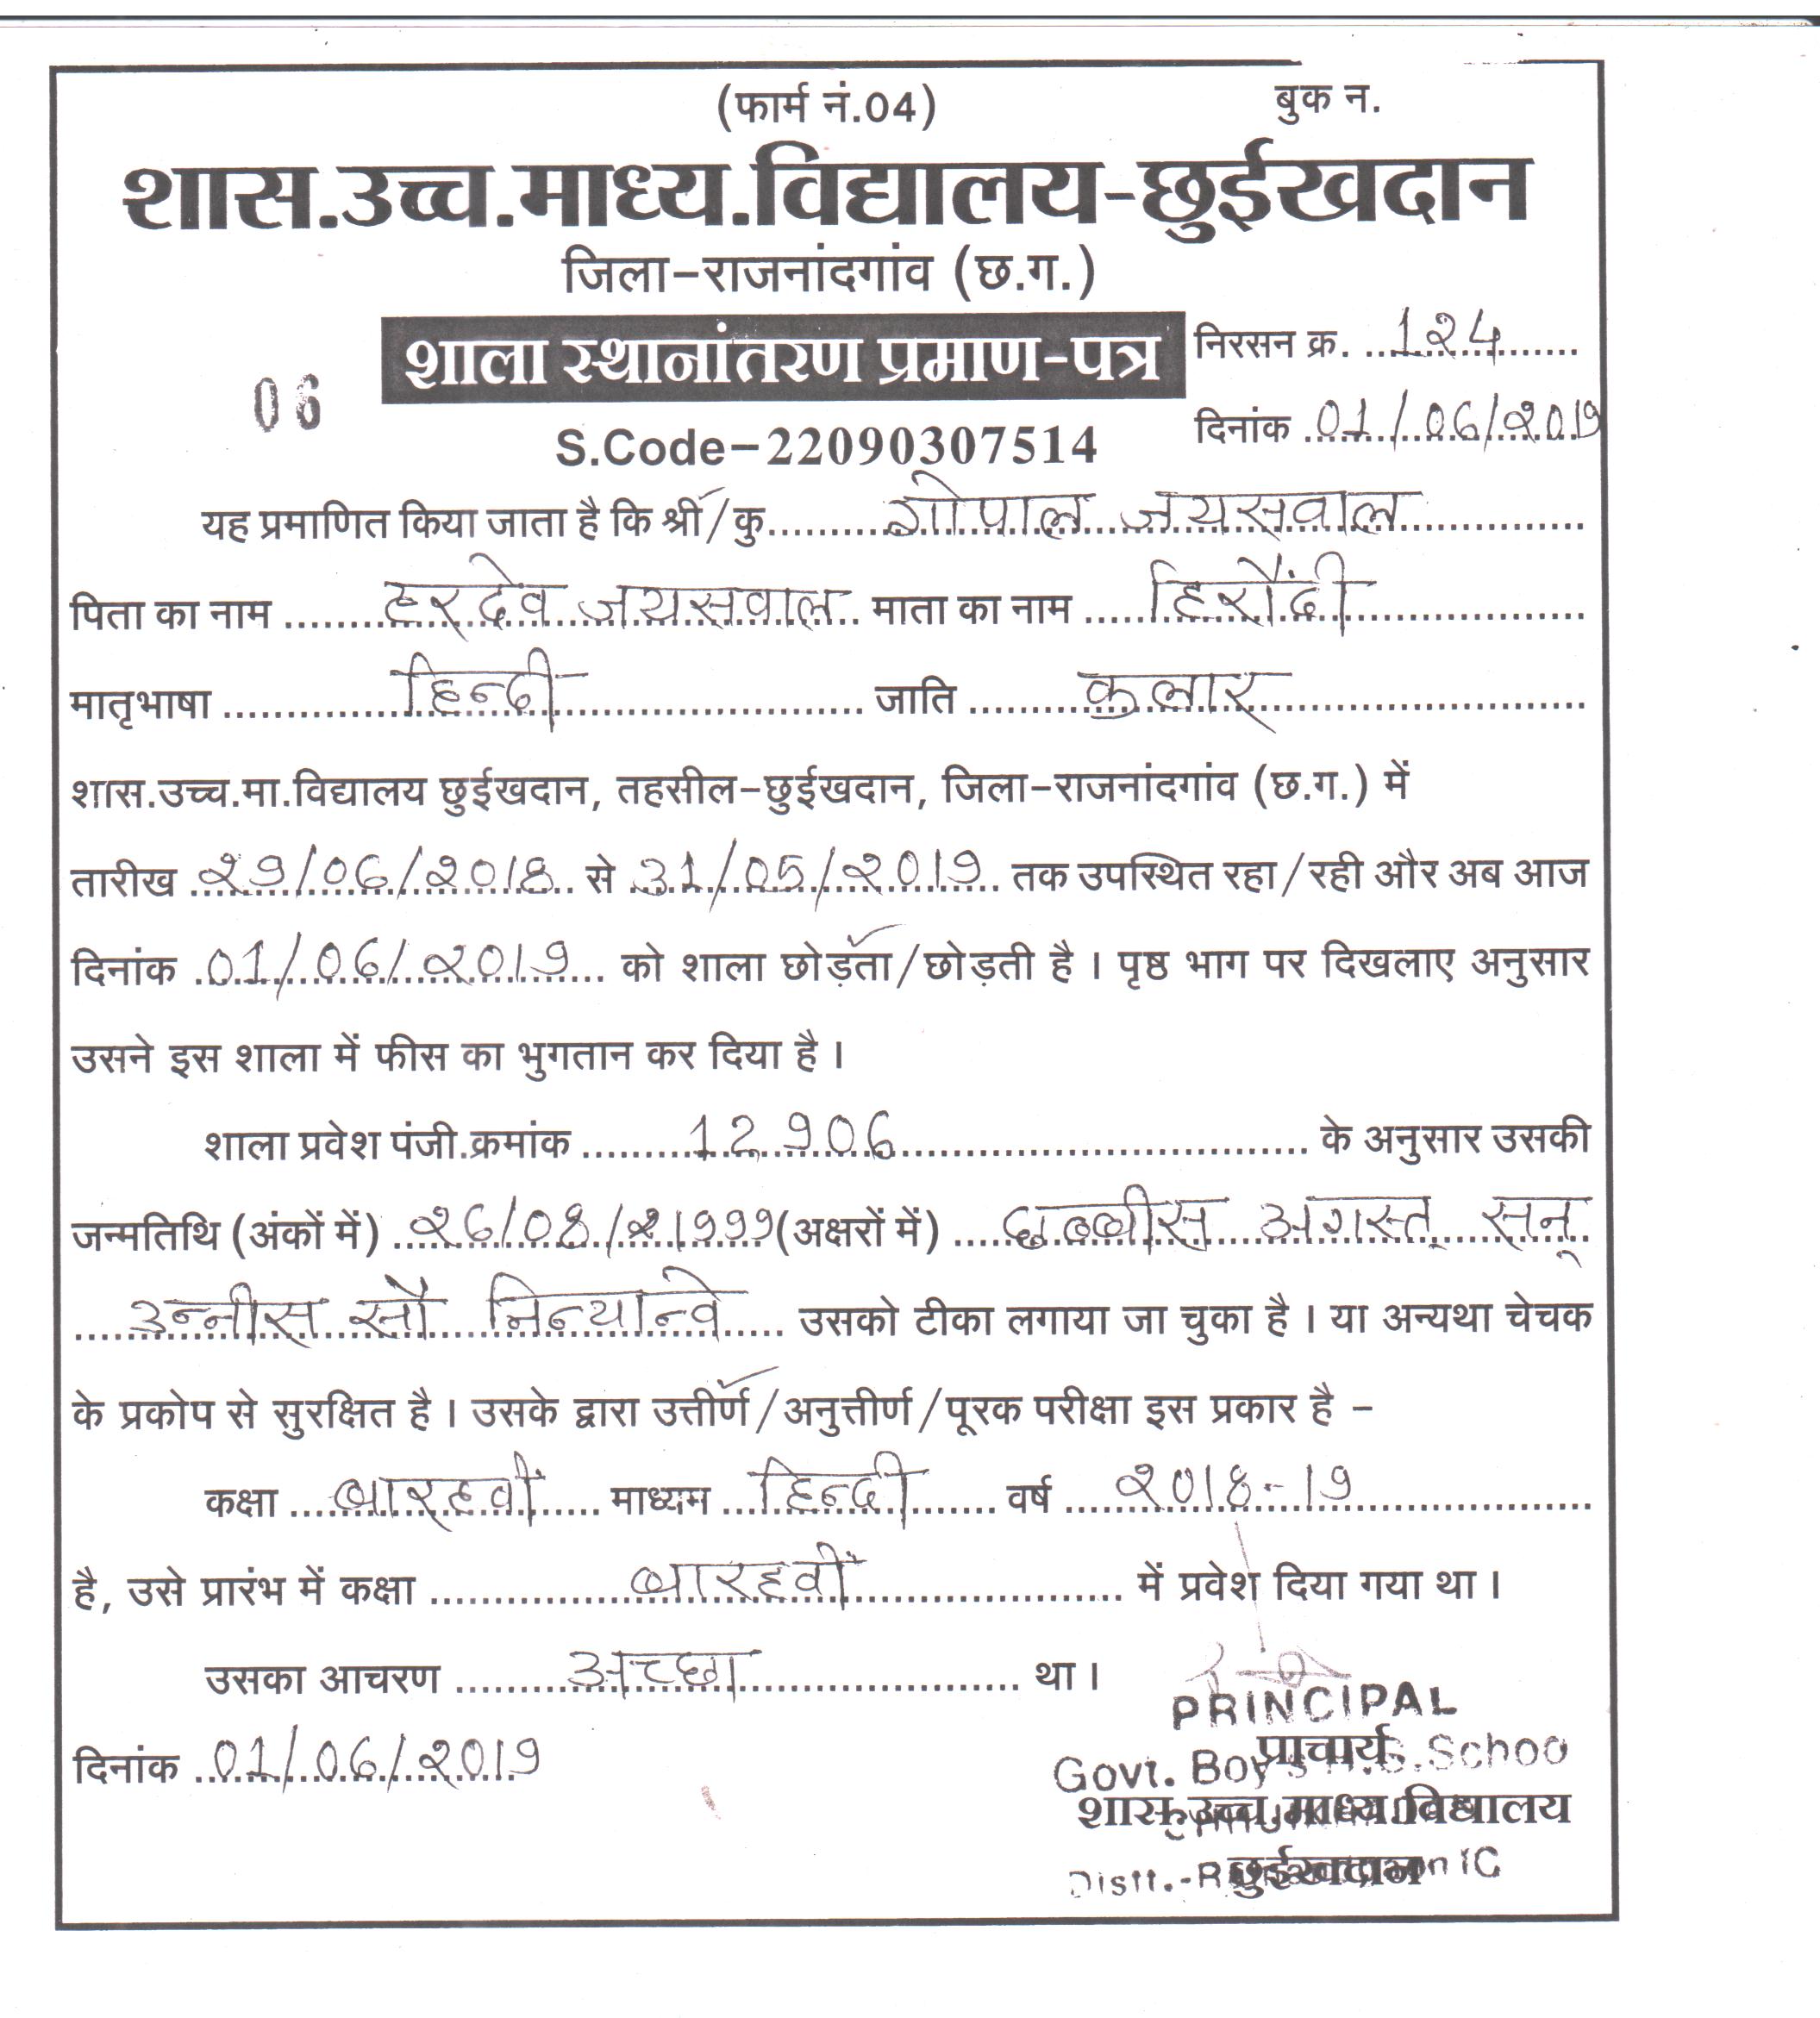 (फार्म नं.04) बुक न.
शास.उच्च.माध्य.विद्यालय-छुईखदान
जिला-राजनांदगांव (छ.ग.)
शाला स्थानांतरण प्रमाण-पत्र निरसन क्र. 124
06
S.Code-22090307514 दिनांक 01/06/2019
यह प्रमाणित किया जाता है कि श्री/कु. गोपाल जयसवाल
पिता का नाम हरदेव जयसवाल माता का नाम हिरौंदी
मातृभाषा हिन्दी जाति कलार
शास.उच्च.मा.विद्यालय छुईखदान, तहसील-छुईखदान, जिला-राजनांदगांव (छ.ग.) में
तारीख 29/06/2018 से 31/05/2019 तक उपस्थित रहा/रही और अब आज
दिनांक 01/06/2019 को शाला छोड़ता/छोड़ती है । पृष्ठ भाग पर दिखलाए अनुसार
उसने इस शाला में फीस का भुगतान कर दिया है ।
शाला प्रवेश पंजी.क्रमांक 12906 के अनुसार उसकी
जन्मतिथि (अंकों में) 26/08/1999 (अक्षरों में) छब्बीस अगस्त सन्
उन्नीस सौ निन्यान्वे उसको टीका लगाया जा चुका है । या अन्यथा चेचक
के प्रकोप से सुरक्षित है । उसके द्वारा उत्तीर्ण/अनुत्तीर्ण/पूरक परीक्षा इस प्रकार है -
कक्षा बारहवीं माध्यम हिन्दी वर्ष 2018-19
है, उसे प्रारंभ में कक्षा बारहवीं में प्रवेश दिया गया था ।
उसका आचरण अच्छा था ।
PRINCIPAL
दिनांक 01/06/2019 प्राचार्य
Govt. Boy's H.S.Schoo
शास.उच्च.माध्य.विद्यालय
छुईखदान
Distt.-